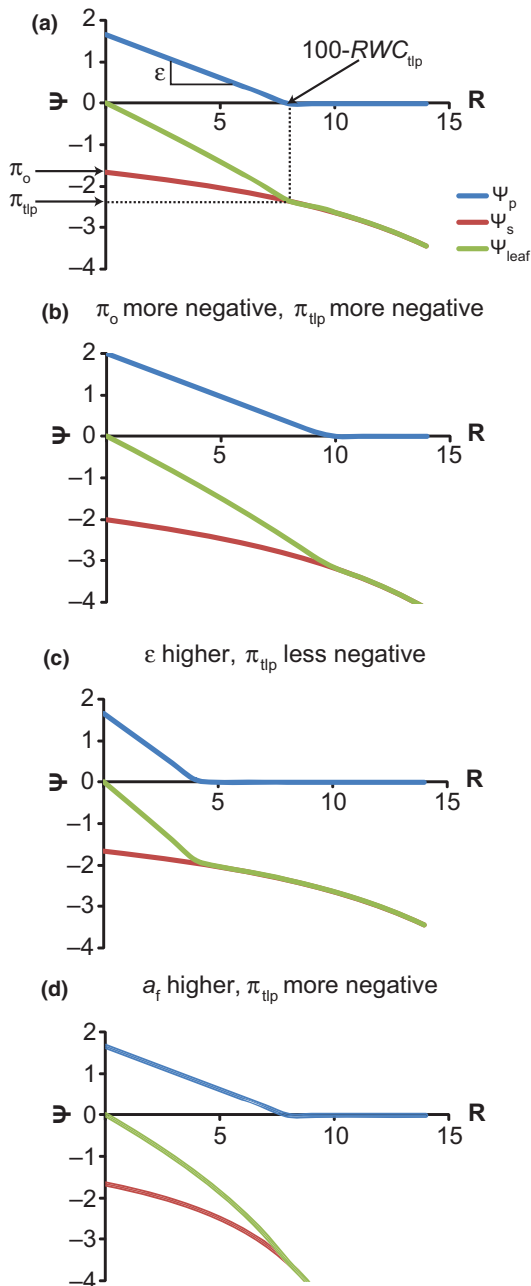 (a)
2
1
0
–1
–2
–3
–4
Ψ
ε
100-RWCtlp
R
5
10
15
πo
πtlp
Ψp
Ψs
Ψleaf
(b) πo more negative, πtlp more negative
2
1
0
–1
–2
–3
–4
Ψ
R
5
10
15
(c) ε higher, πtlp less negative
2
1
0
–1
–2
–3
–4
Ψ
R
5
10
15
(d) af higher, πtlp more negative
2
1
0
–1
–2
–3
–4
Ψ
R
5
10
15